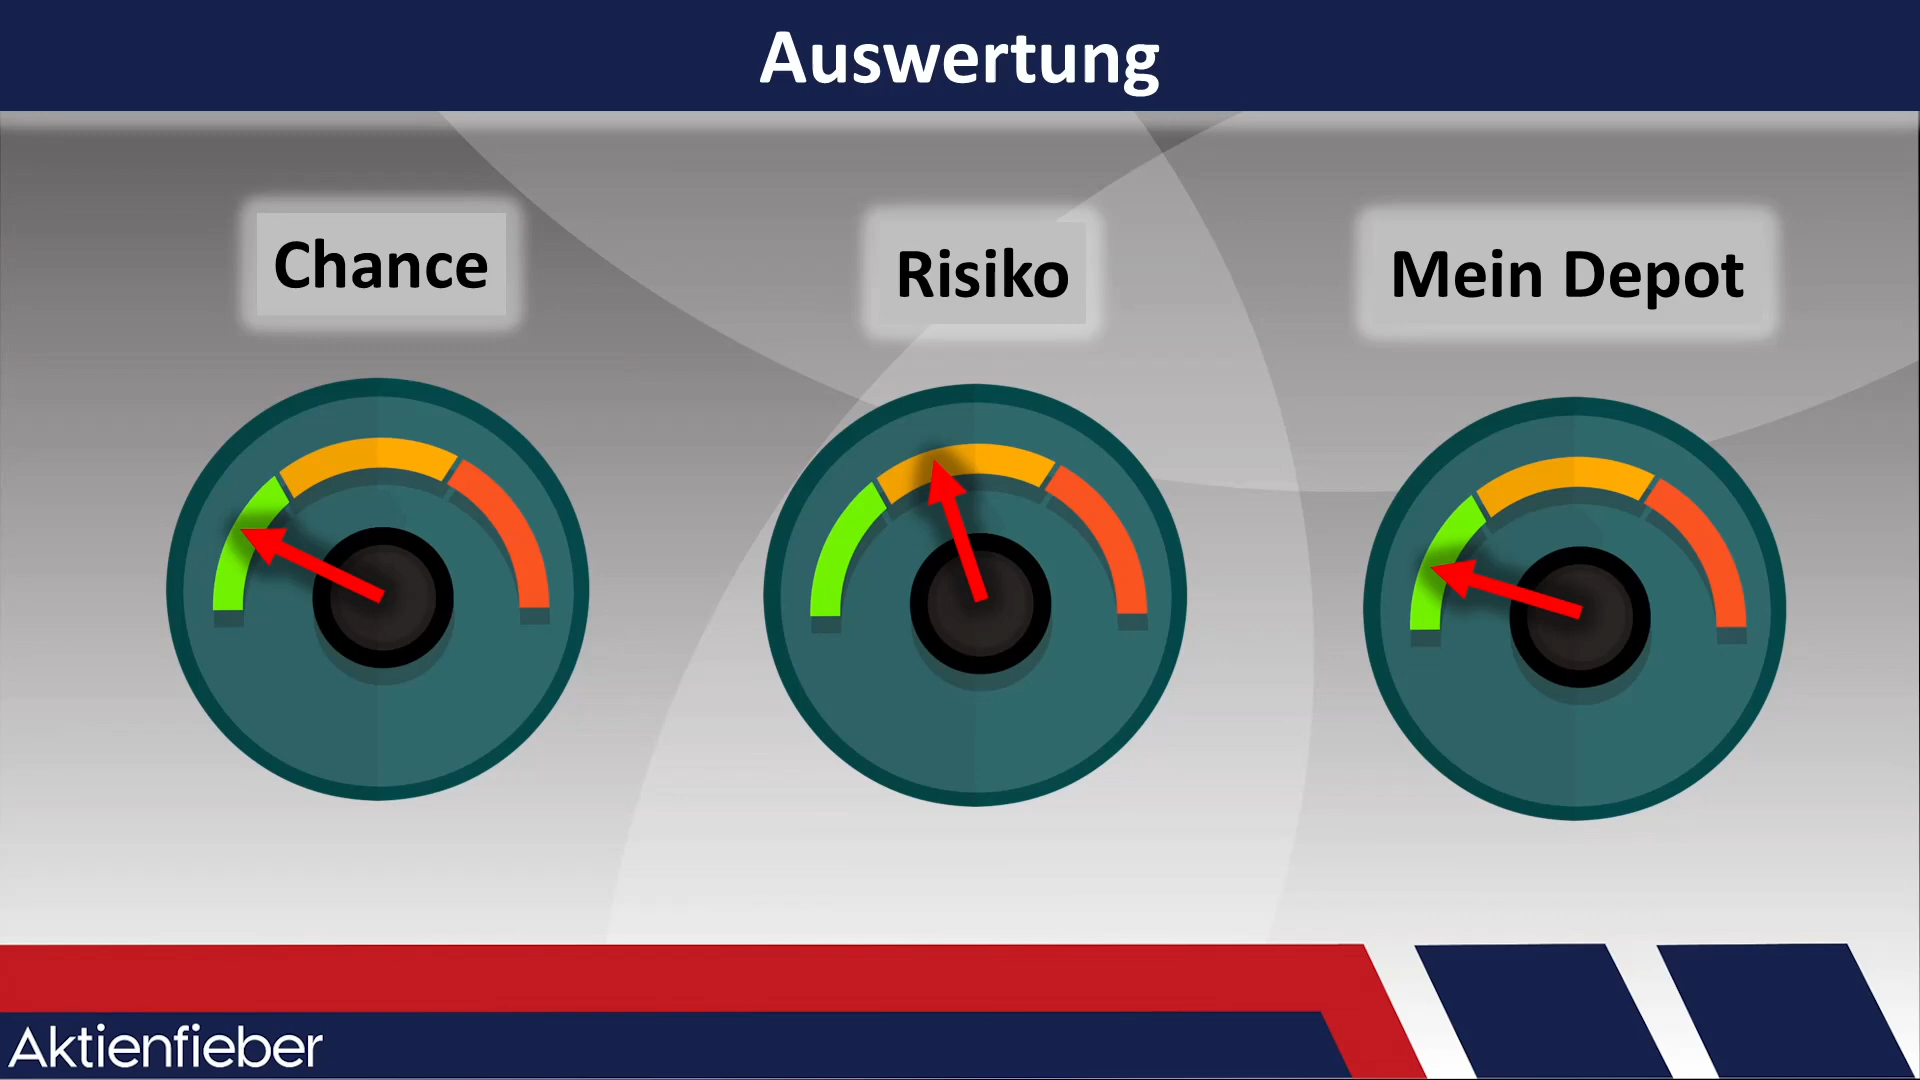 Auswertung
Chance
Risiko
Mein Depot
Aktienfieber